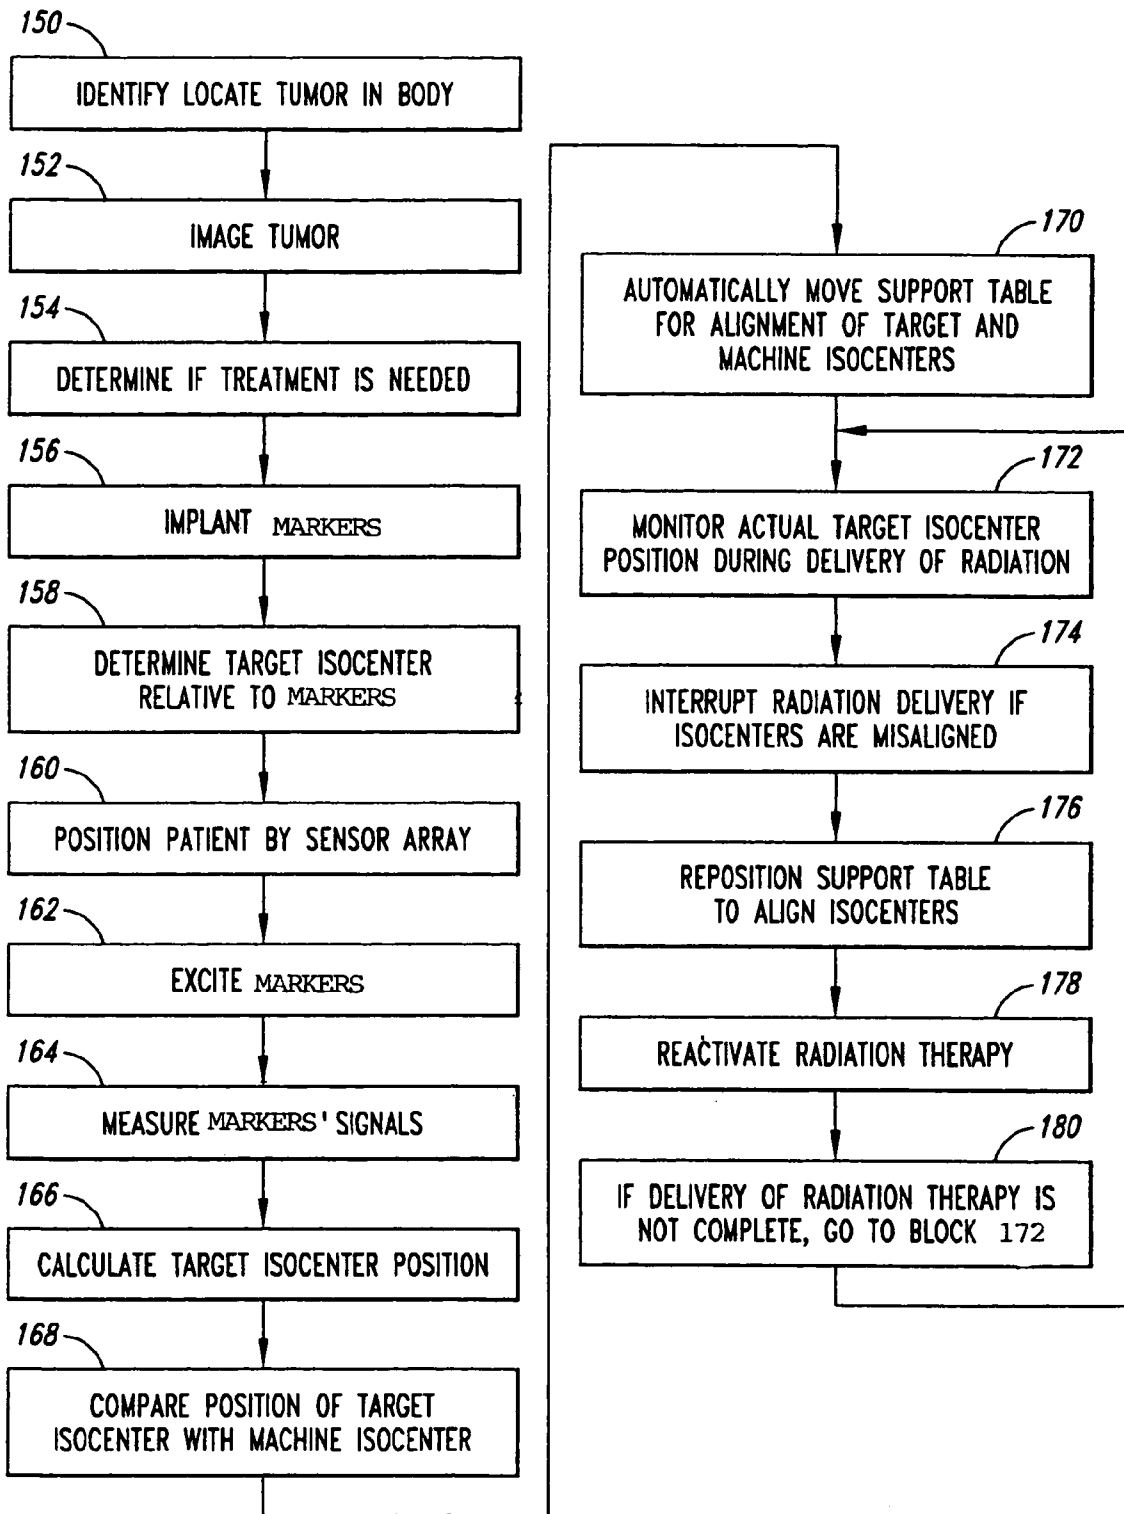 150
IDENTIFY LOCATE TUMOR IN BODY
152
IMAGE TUMOR
154
DETERMINE IF TREATMENT IS NEEDED
156
IMPLANT MARKERS
158
DETERMINE TARGET ISOCENTER
RELATIVE TO MARKERS
160
POSITION PATIENT BY SENSOR ARRAY
162
EXCITE MARKERS
164
MEASURE MARKERS' SIGNALS
166
CALCULATE TARGET ISOCENTER POSITION
168
COMPARE POSITION OF TARGET
ISOCENTER WITH MACHINE ISOCENTER
170
AUTOMATICALLY MOVE SUPPORT TABLE
FOR ALIGNMENT OF TARGET AND
MACHINE ISOCENTERS
172
MONITOR ACTUAL TARGET ISOCENTER
POSITION DURING DELIVERY OF RADIATION
174
INTERRUPT RADIATION DELIVERY IF
ISOCENTERS ARE MISALIGNED
176
REPOSITION SUPPORT TABLE
TO ALIGN ISOCENTERS
178
REACTIVATE RADIATION THERAPY
180
IF DELIVERY OF RADIATION THERAPY IS
NOT COMPLETE, GO TO BLOCK 172